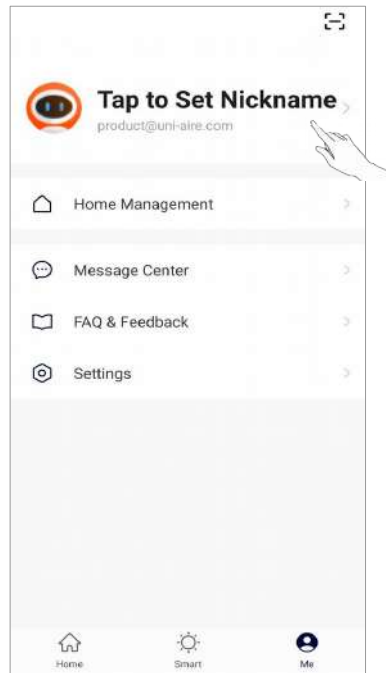 Tap to Set Nickname
product@uni-aire.com
Home Management
Message Center
FAQ & Feedback
Settings
Home Smart Me